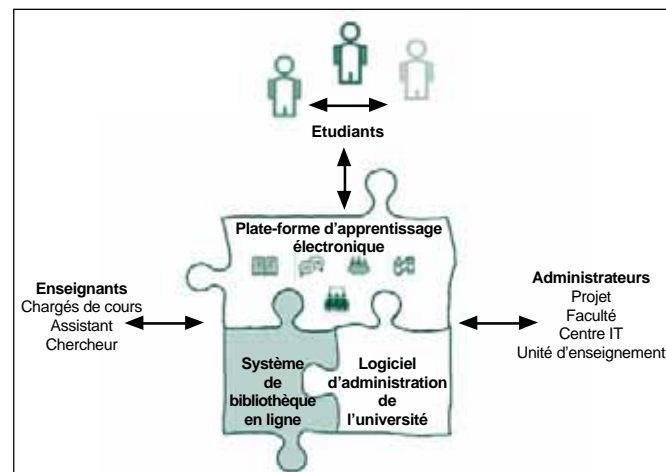 Etudiants
Plate-forme d'apprentissage
électronique
Enseignants
Chargés de cours
Assistant
Chercheur
Administrateurs
Projet
Faculté
Centre IT
Unité d'enseignement
Système
de
bibliothèque
en ligne
Logiciel
d'administration
de
l'université